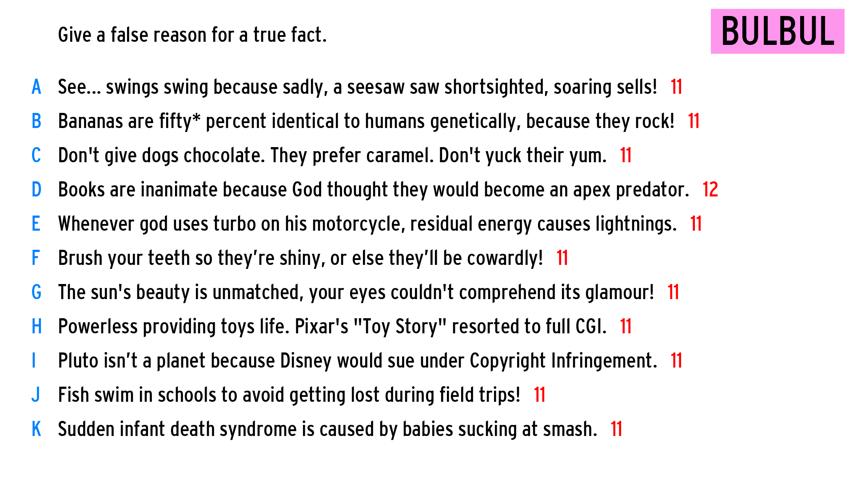 Give a false reason for a true fact.
BULBUL
A See... swings swing because sadly, a seesaw saw shortsighted, soaring sells! 11
B Bananas are fifty* percent identical to humans genetically, because they rock! 11
C Don't give dogs chocolate. They prefer caramel. Don't yuck their yum. 11
D Books are inanimate because God thought they would become an apex predator. 12
E Whenever god uses turbo on his motorcycle, residual energy causes lightnings. 11
F Brush your teeth so they’re shiny, or else they’ll be cowardly! 11
G The sun's beauty is unmatched, your eyes couldn't comprehend its glamour! 11
H Powerless providing toys life. Pixar's "Toy Story" resorted to full CGI. 11
I Pluto isn’t a planet because Disney would sue under Copyright Infringement. 11
J Fish swim in schools to avoid getting lost during field trips! 11
K Sudden infant death syndrome is caused by babies sucking at smash. 11